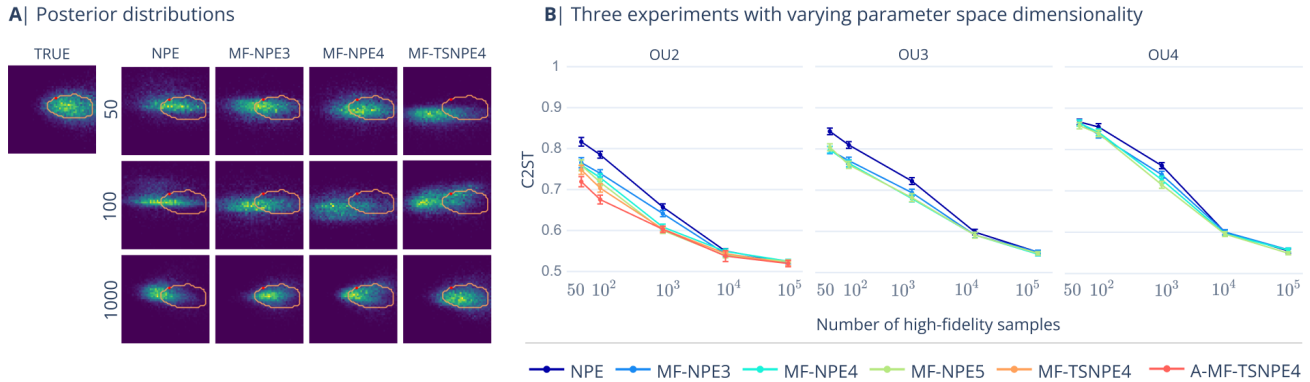 A| Posterior distributions
TRUE NPE MF-NPE3 MF-NPE4 MF-TSNPE4
50
100
1000
B| Three experiments with varying parameter space dimensionality
OU2 OU3 OU4
C2ST
1
0.9
0.8
0.7
0.6
0.5
50 10² 10³ 10⁴ 10⁵ 50 10² 10³ 10⁴ 10⁵ 50 10² 10³ 10⁴ 10⁵
Number of high-fidelity samples
NPE MF-NPE3 MF-NPE4 MF-NPE5 MF-TSNPE4 A-MF-TSNPE4